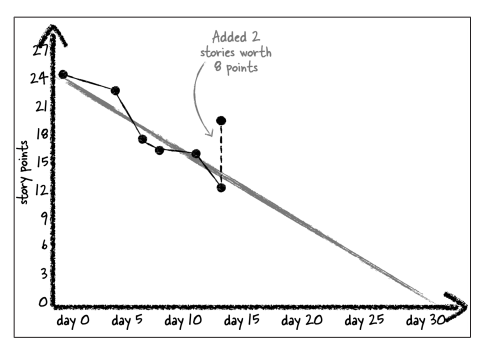 Added 2
stories worth
8 points
27
24
21
18
15
12
9
6
3
0
story points
day 0 day 5 day 10 day 15 day 20 day 25 day 30